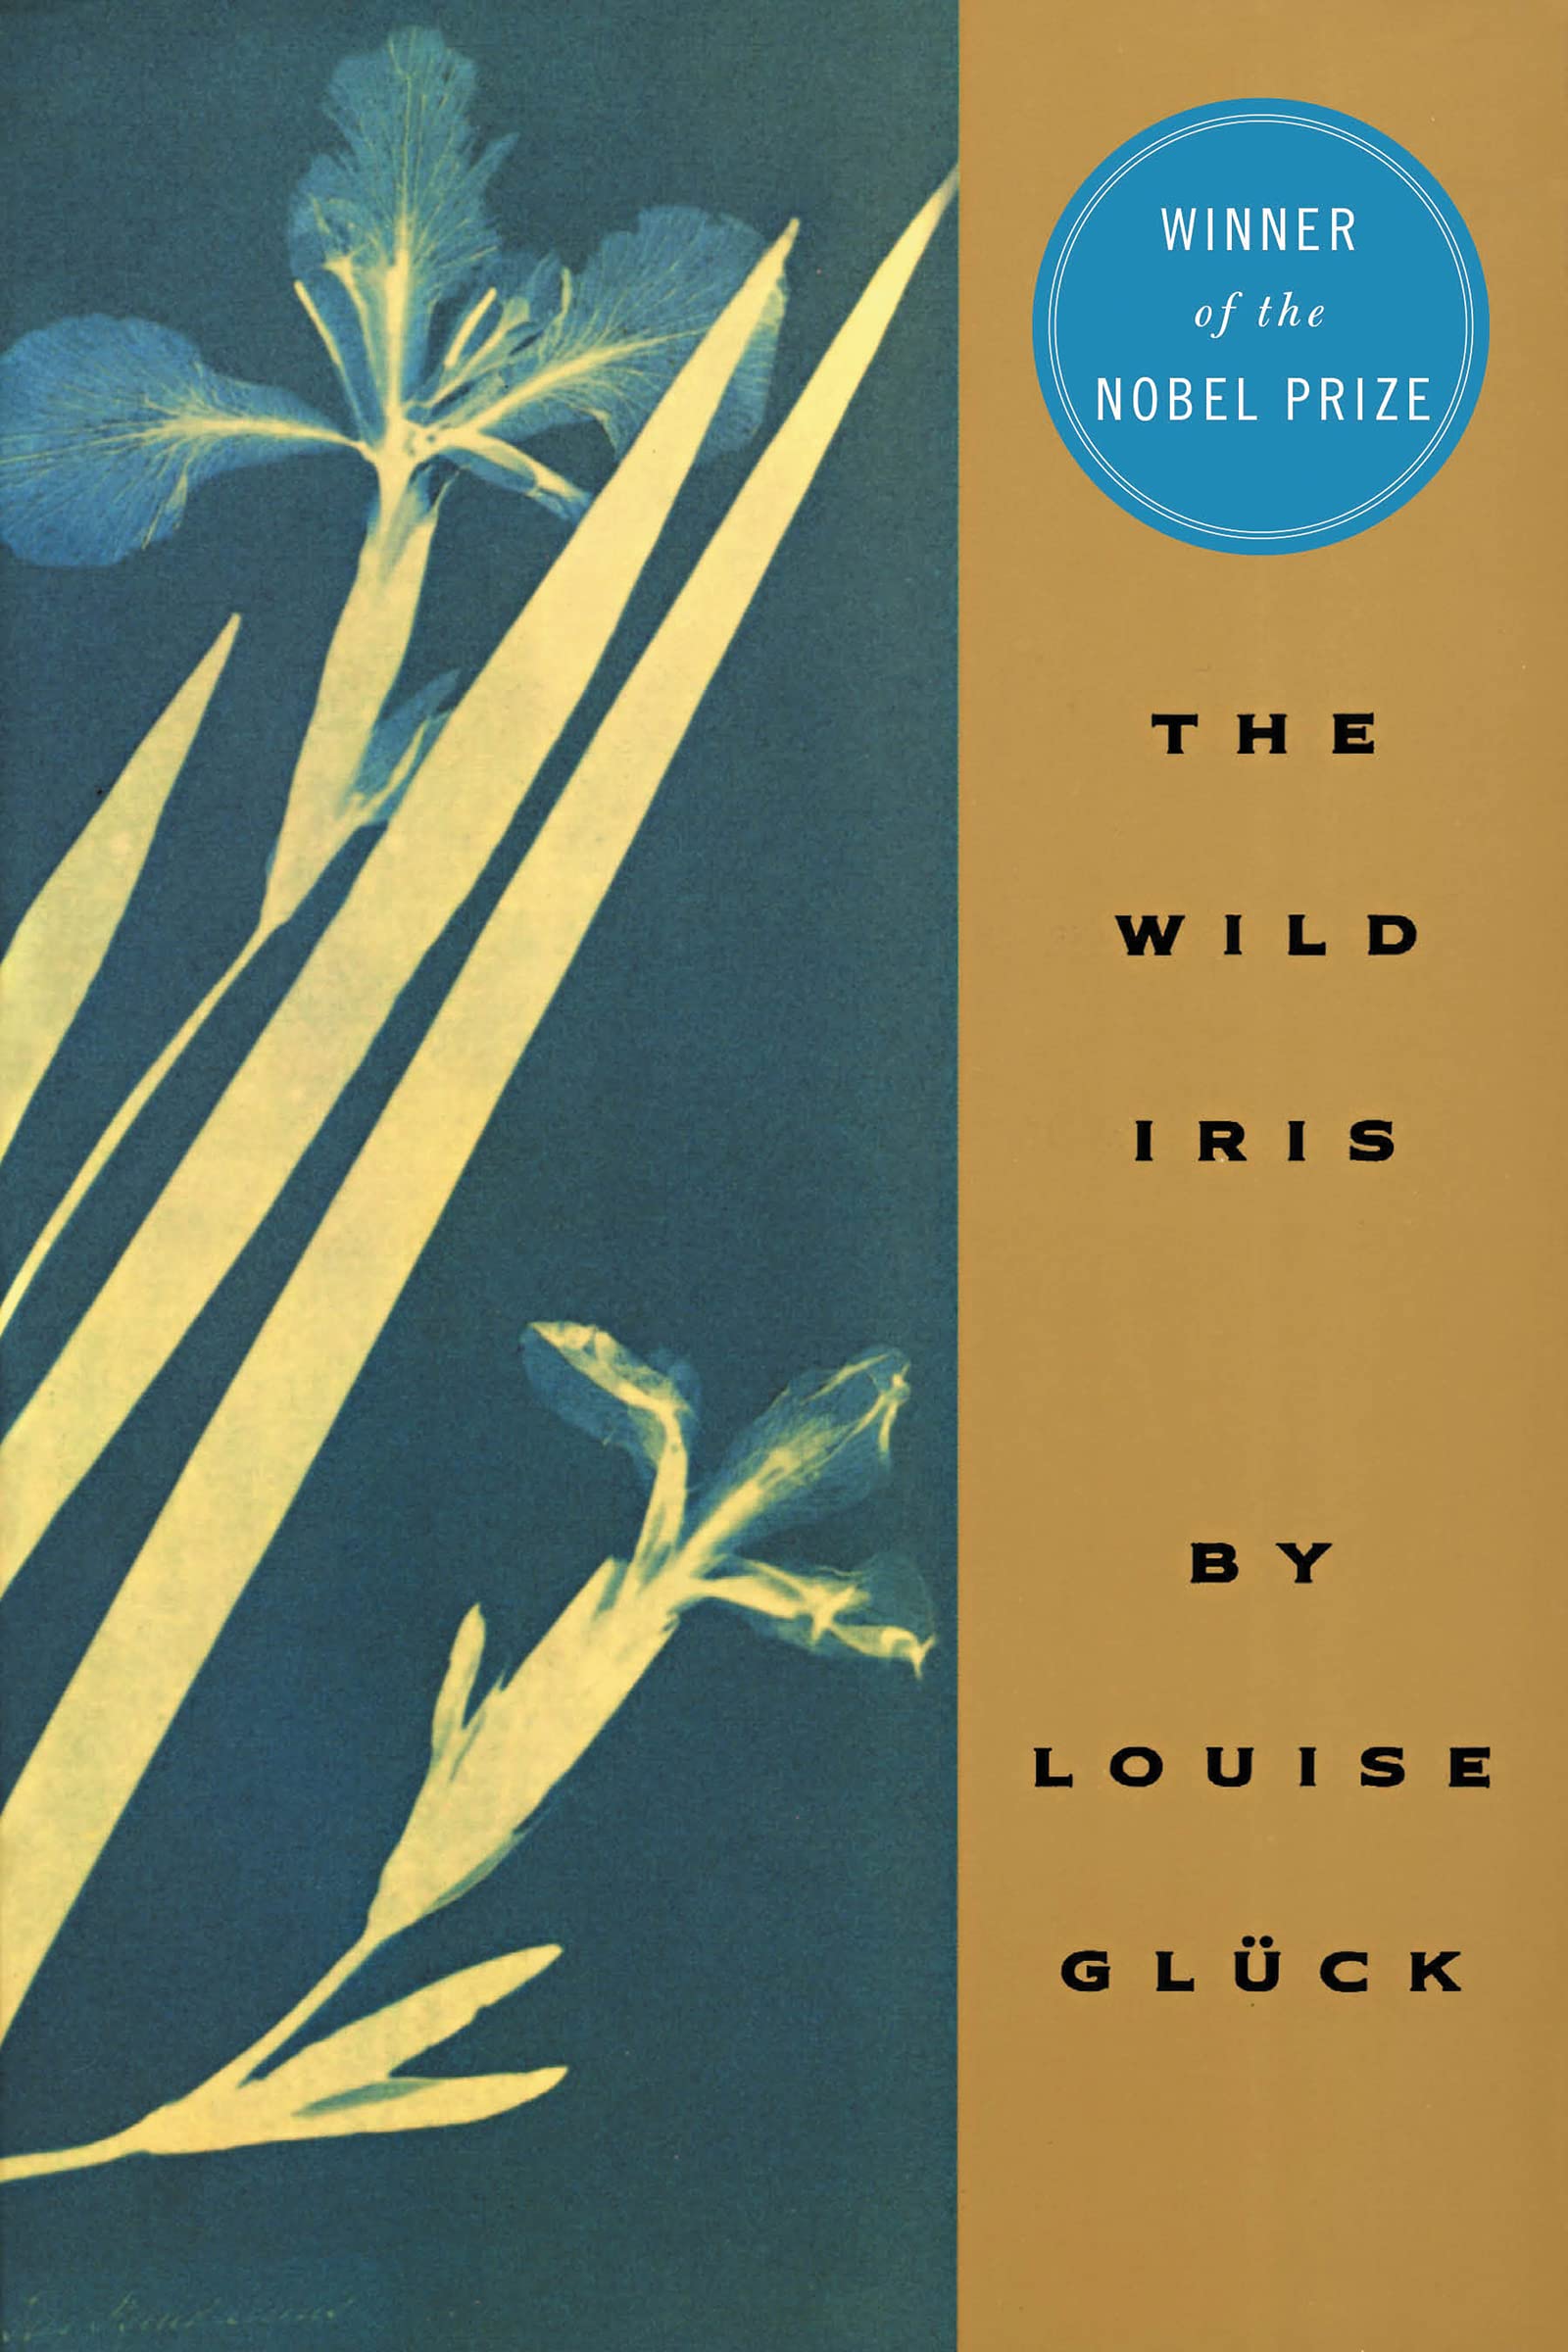 WINNER
of the
NOBEL PRIZE
THE
WILD
IRIS
BY
LOUISE
GLÜCK